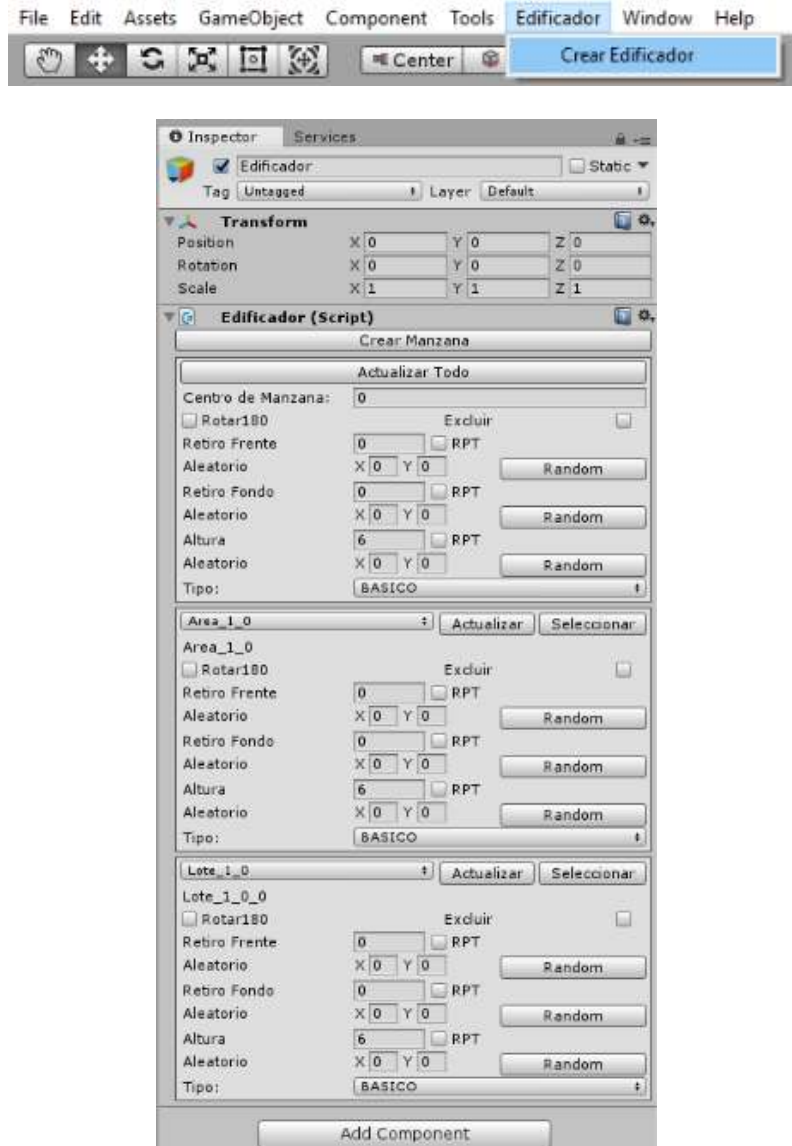 File Edit Assets GameObject Component Tools Edificador Window Help
Center Crear Edificador
Inspector Services
Edificador Static
Tag Untagged Layer Default
Transform
Position X 0 Y 0 Z 0
Rotation X 0 Y 0 Z 0
Scale X 1 Y 1 Z 1
Edificador (Script)
Crear Manzana
Actualizar Todo
Centro de Manzana: 0
Rotar180 Excluir
Retiro Frente 0 RPT
Aleatorio X 0 Y 0 Random
Retiro Fondo 0 RPT
Aleatorio X 0 Y 0 Random
Altura 6 RPT
Aleatorio X 0 Y 0 Random
Tipo: BASICO
Area_1_0 Actualizar Seleccionar
Area_1_0
Rotar180 Excluir
Retiro Frente 0 RPT
Aleatorio X 0 Y 0 Random
Retiro Fondo 0 RPT
Aleatorio X 0 Y 0 Random
Altura 6 RPT
Aleatorio X 0 Y 0 Random
Tipo: BASICO
Lote_1_0 Actualizar Seleccionar
Lote_1_0_0
Rotar180 Excluir
Retiro Frente 0 RPT
Aleatorio X 0 Y 0 Random
Retiro Fondo 0 RPT
Aleatorio X 0 Y 0 Random
Altura 6 RPT
Aleatorio X 0 Y 0 Random
Tipo: BASICO
Add Component